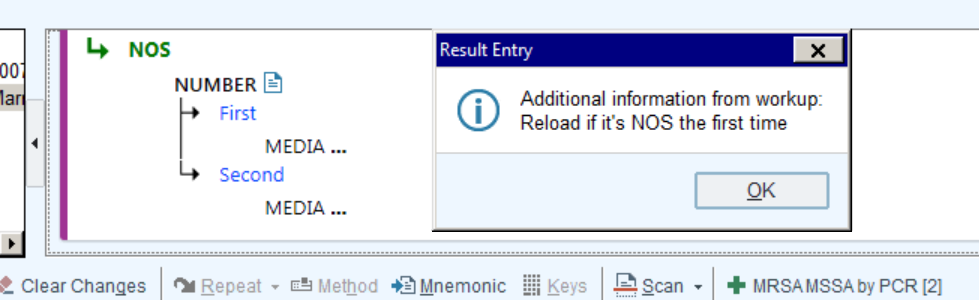 NOS
NUMBER
First
MEDIA ...
Second
MEDIA ...
007
Result Entry
Additional information from workup:
Reload if it's NOS the first time
OK
Clear Changes Repeat Method Mnemonic Keys Scan MRSA MSSA by PCR [2]